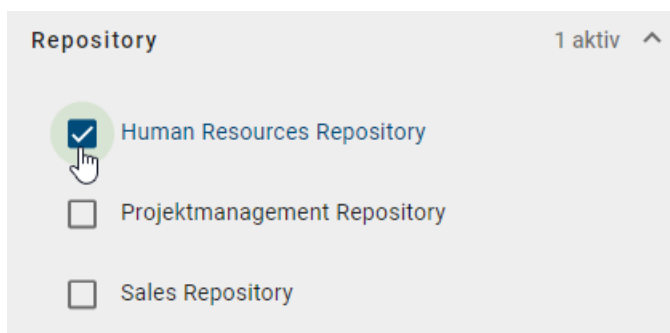 Repository 1 aktiv
Human Resources Repository
Projektmanagement Repository
Sales Repository